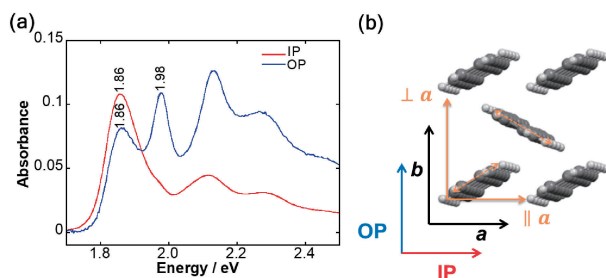 (a)
0.15
0.1
0.05
0
Absorbance
1.86
1.86
1.98
IP
OP
1.8
2.0
2.2
2.4
Energy / eV
(b)
⊥ a
b
a
∥ a
OP
IP